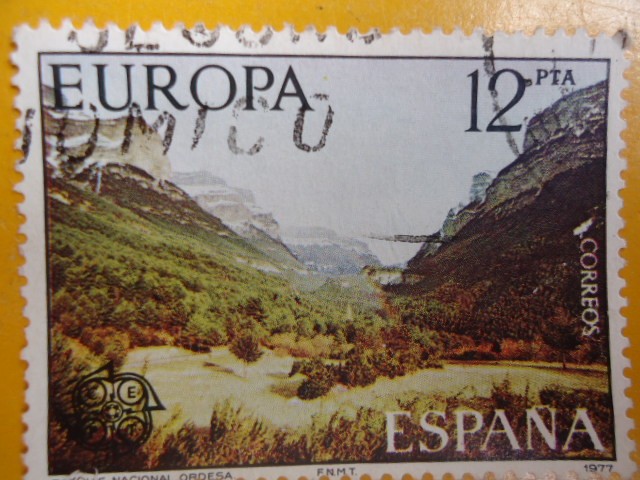 EUROPA
12 PTA
CORREOS
E
ESPAÑA
NACIONAL ORDESA
F.N.M.T.
1977